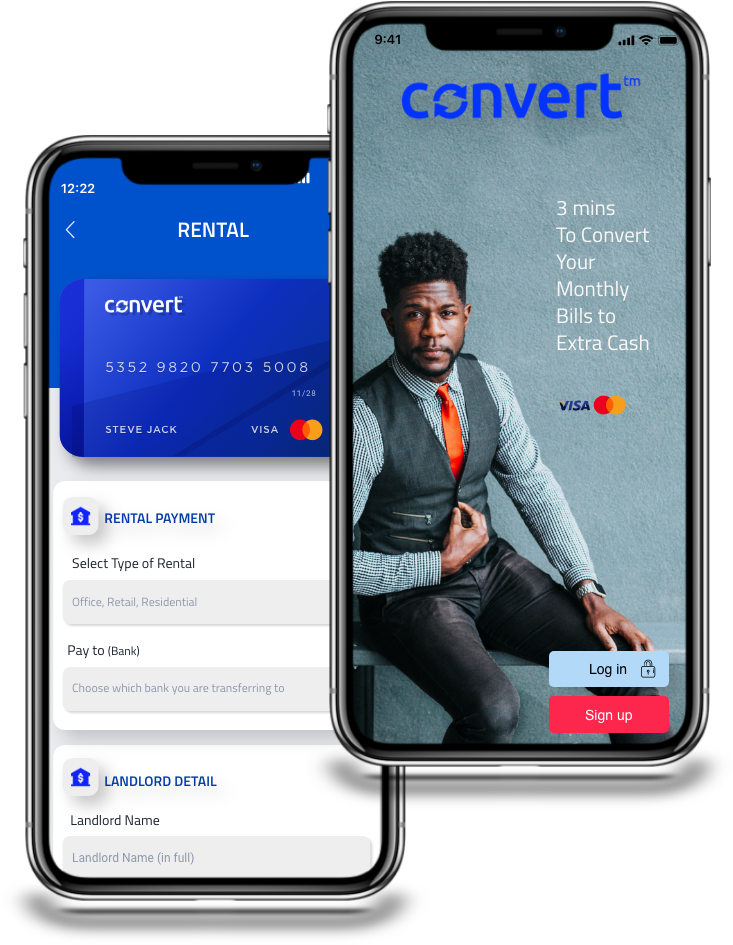 12:22
RENTAL
convert
5352 9820 7703 5008
11/28
STEVE JACK VISA
RENTAL PAYMENT
Select Type of Rental
Office, Retail, Residential
Pay to (Bank)
Choose which bank you are transferring to
LANDLORD DETAIL
Landlord Name
Landlord Name (in full)
9:41
convert tm
3 mins
To Convert
Your
Monthly
Bills to
Extra Cash
VISA
Log in
Sign up